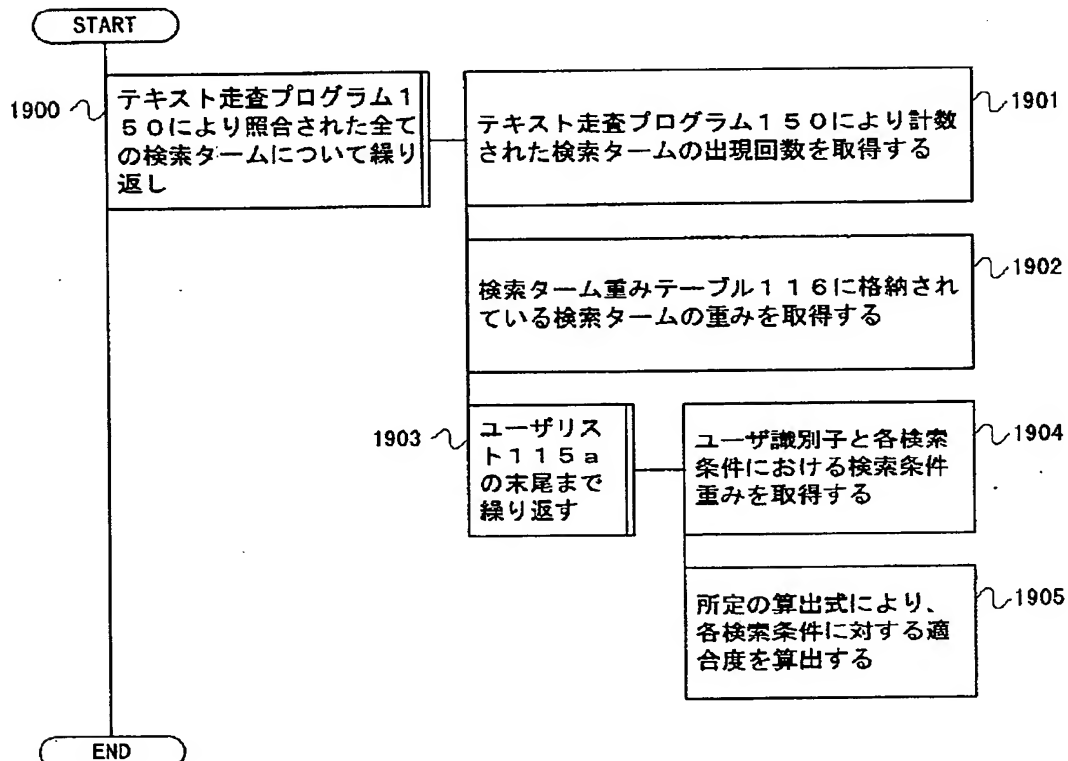 START
1900
テキスト走査プログラム１
５０により照合された全て
の検索タームについて繰り
返し
テキスト走査プログラム１５０により計数
された検索タームの出現回数を取得する
1901
検索ターム重みテーブル１１６に格納され
ている検索タームの重みを取得する
1902
1903
ユーザリス
ト１１５a
の末尾まで
繰り返す
ユーザ識別子と各検索
条件における検索条件
重みを取得する
1904
所定の算出式により、
各検索条件に対する適
合度を算出する
1905
END